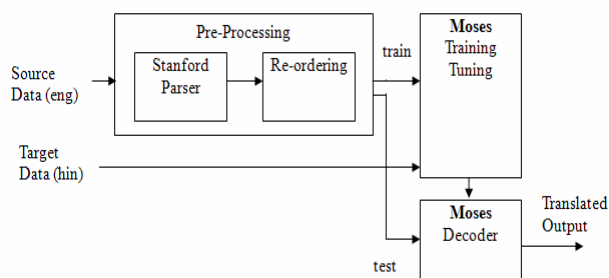 Pre-Processing
Source
Data (eng)
Stanford
Parser
Re-ordering
train
Moses
Training
Tuning
Target
Data (hin)
Moses
Decoder
test
Translated
Output